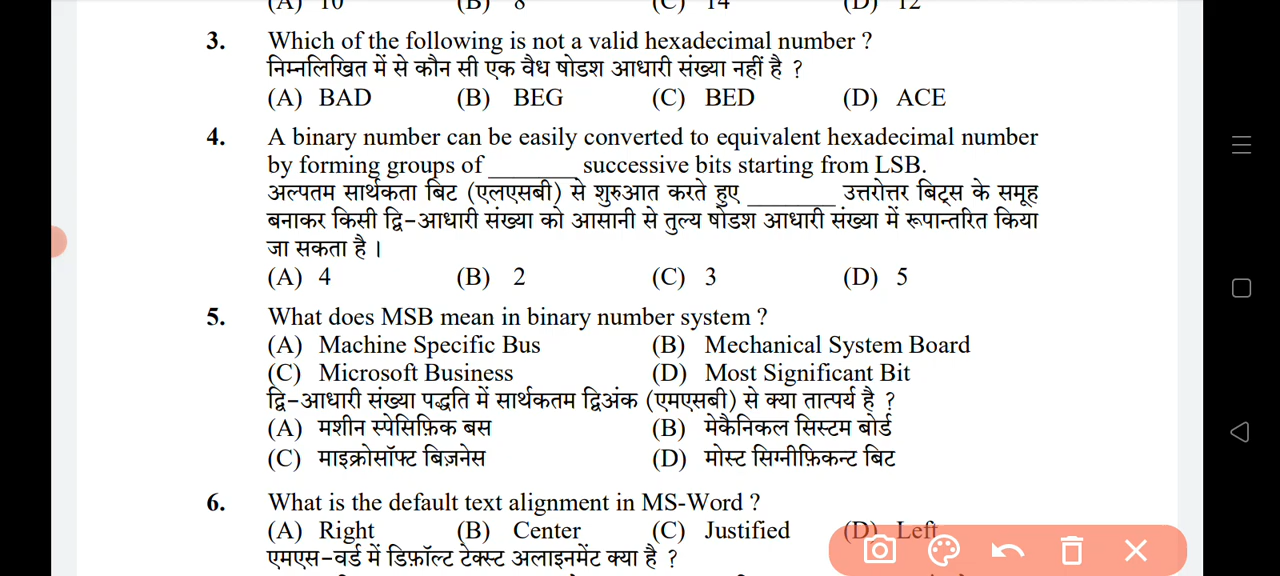 (A) 10 (B) 8 (C) 14 (D) 12
3. Which of the following is not a valid hexadecimal number ?
निम्नलिखित में से कौन सी एक वैध षोडश आधारी संख्या नहीं है ?
(A) BAD (B) BEG (C) BED (D) ACE
4. A binary number can be easily converted to equivalent hexadecimal number
by forming groups of _______ successive bits starting from LSB.
अल्पतम सार्थकता बिट (एलएसबी) से शुरुआत करते हुए _______ उत्तरोत्तर बिट्स के समूह
बनाकर किसी द्वि-आधारी संख्या को आसानी से तुल्य षोडश आधारी संख्या में रूपान्तरित किया
जा सकता है ।
(A) 4 (B) 2 (C) 3 (D) 5
5. What does MSB mean in binary number system ?
(A) Machine Specific Bus (B) Mechanical System Board
(C) Microsoft Business (D) Most Significant Bit
द्वि-आधारी संख्या पद्धति में सार्थकतम द्विअंक (एमएसबी) से क्या तात्पर्य है ?
(A) मशीन स्पेसिफ़िक बस (B) मेकैनिकल सिस्टम बोर्ड
(C) माइक्रोसॉफ्ट बिज़नेस (D) मोस्ट सिग्नीफ़िकन्ट बिट
6. What is the default text alignment in MS-Word ?
(A) Right (B) Center (C) Justified (D) Left
एमएस-वर्ड में डिफ़ॉल्ट टेक्स्ट अलाइनमेंट क्या है ?